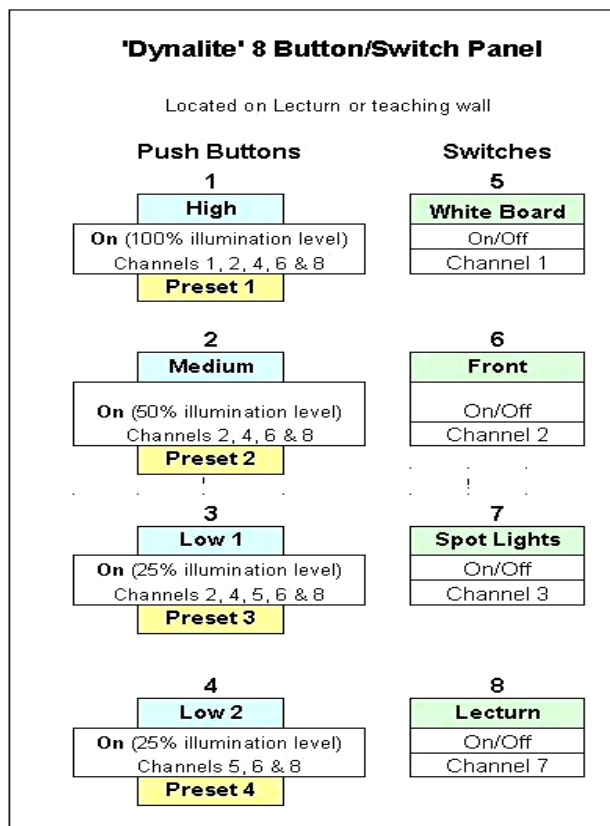 'Dynalite' 8 Button/Switch Panel
Located on Lecturn or teaching wall
Push Buttons
1
High
On (100% illumination level)
Channels 1, 2, 4, 6 & 8
Preset 1
2
Medium
On (50% illumination level)
Channels 2, 4, 6 & 8
Preset 2
3
Low 1
On (25% illumination level)
Channels 2, 4, 5, 6 & 8
Preset 3
4
Low 2
On (25% illumination level)
Channels 5, 6 & 8
Preset 4
Switches
5
White Board
On/Off
Channel 1
6
Front
On/Off
Channel 2
7
Spot Lights
On/Off
Channel 3
8
Lecturn
On/Off
Channel 7